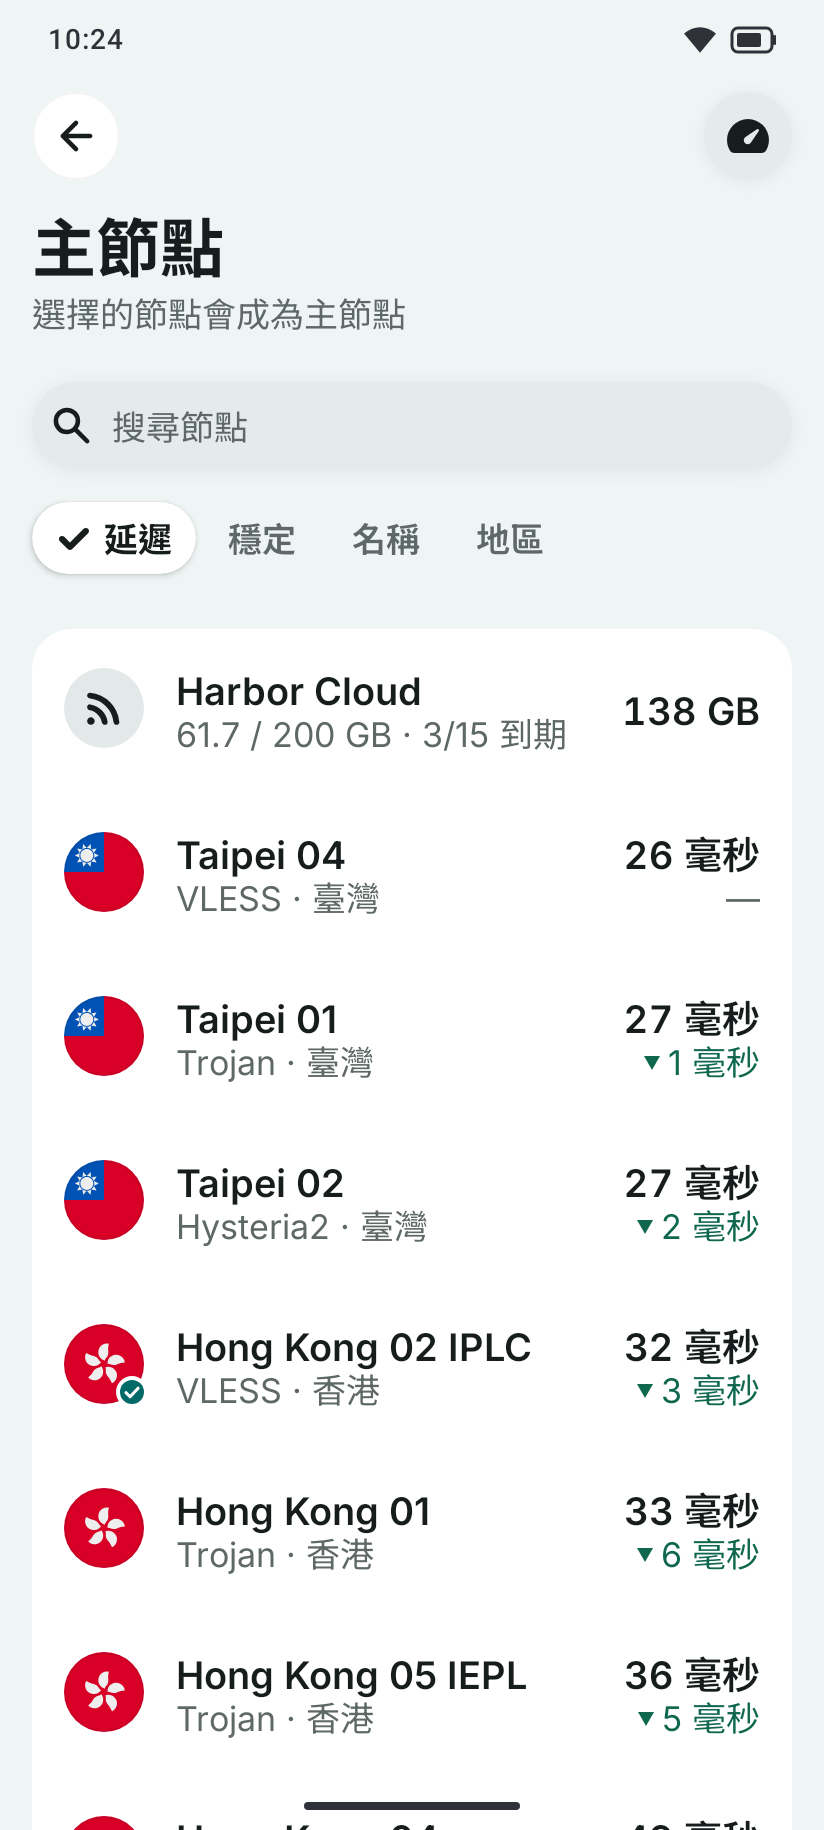 10:24
主節點
選擇的節點會成為主節點
搜尋節點
延遲 穩定 名稱 地區
Harbor Cloud
138 GB
61.7 / 200 GB · 3/15 到期
Taipei 04
26 毫秒
VLESS · 臺灣
—
Taipei 01
27 毫秒
Trojan · 臺灣
▼1 毫秒
Taipei 02
27 毫秒
Hysteria2 · 臺灣
▼2 毫秒
Hong Kong 02 IPLC
32 毫秒
VLESS · 香港
▼3 毫秒
Hong Kong 01
33 毫秒
Trojan · 香港
▼6 毫秒
Hong Kong 05 IEPL
36 毫秒
Trojan · 香港
▼5 毫秒